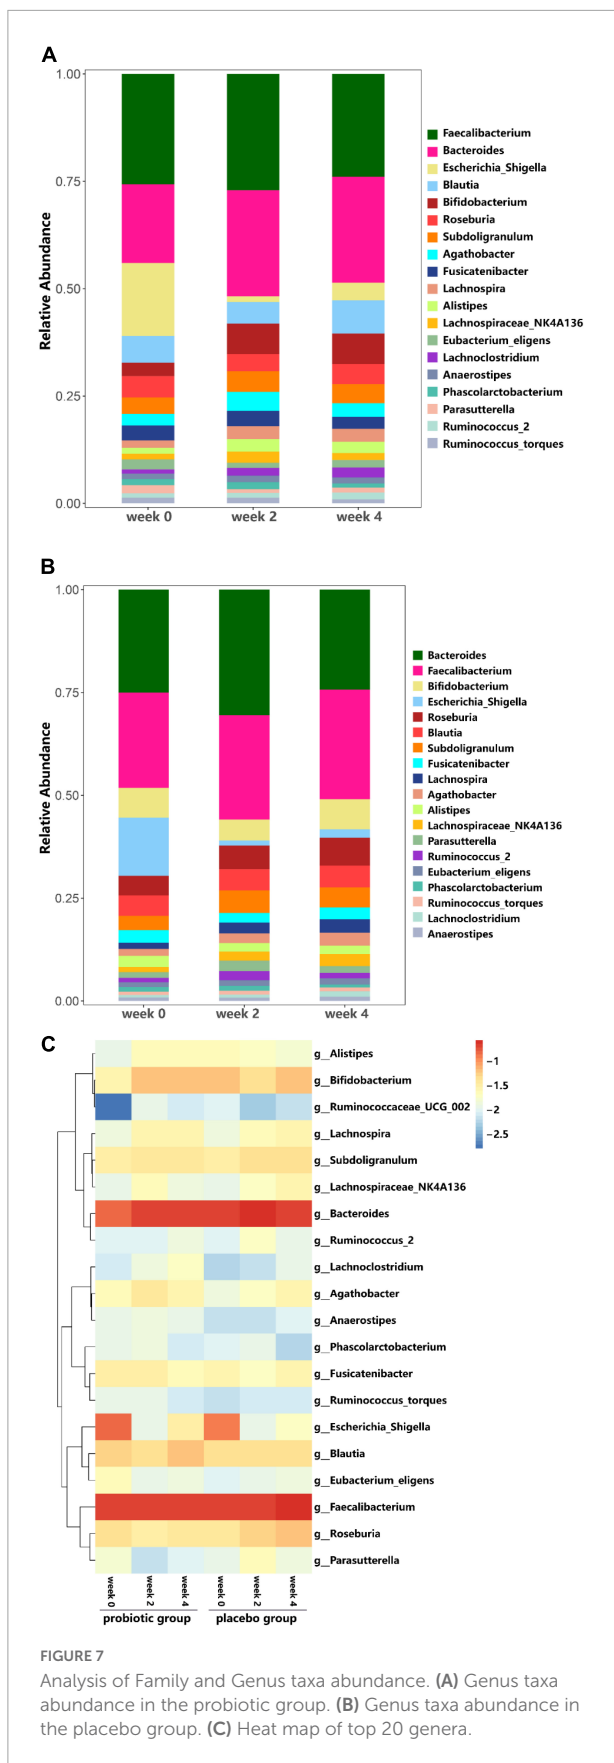 A
1.00
0.75
0.50
0.25
0.00
Relative Abundance
week 0
week 2
week 4
Faecalibacterium
Bacteroides
Escherichia_Shigella
Blautia
Bifidobacterium
Roseburia
Subdoligranulum
Agathobacter
Fusicatenibacter
Lachnospira
Alistipes
Lachnospiraceae_NK4A136
Eubacterium_eligens
Lachnoclostridium
Anaerostipes
Phascolarctobacterium
Parasutterella
Ruminococcus_2
Ruminococcus_torques
B
1.00
0.75
0.50
0.25
0.00
Relative Abundance
week 0
week 2
week 4
Bacteroides
Faecalibacterium
Bifidobacterium
Escherichia_Shigella
Roseburia
Blautia
Subdoligranulum
Fusicatenibacter
Lachnospira
Agathobacter
Alistipes
Lachnospiraceae_NK4A136
Parasutterella
Ruminococcus_2
Eubacterium_eligens
Phascolarctobacterium
Ruminococcus_torques
Lachnoclostridium
Anaerostipes
C
g__Alistipes
g__Bifidobacterium
g__Ruminococcaceae_UCG_002
g__Lachnospira
g__Subdoligranulum
g__Lachnospiraceae_NK4A136
g__Bacteroides
g__Ruminococcus_2
g__Lachnoclostridium
g__Agathobacter
g__Anaerostipes
g__Phascolarctobacterium
g__Fusicatenibacter
g__Ruminococcus_torques
g__Escherichia_Shigella
g__Blautia
g__Eubacterium_eligens
g__Faecalibacterium
g__Roseburia
g__Parasutterella
−1
−1.5
−2
−2.5
week 0
week 2
week 4
week 0
week 2
week 4
probiotic group
placebo group
FIGURE 7
Analysis of Family and Genus taxa abundance. (A) Genus taxa
abundance in the probiotic group. (B) Genus taxa abundance in
the placebo group. (C) Heat map of top 20 genera.